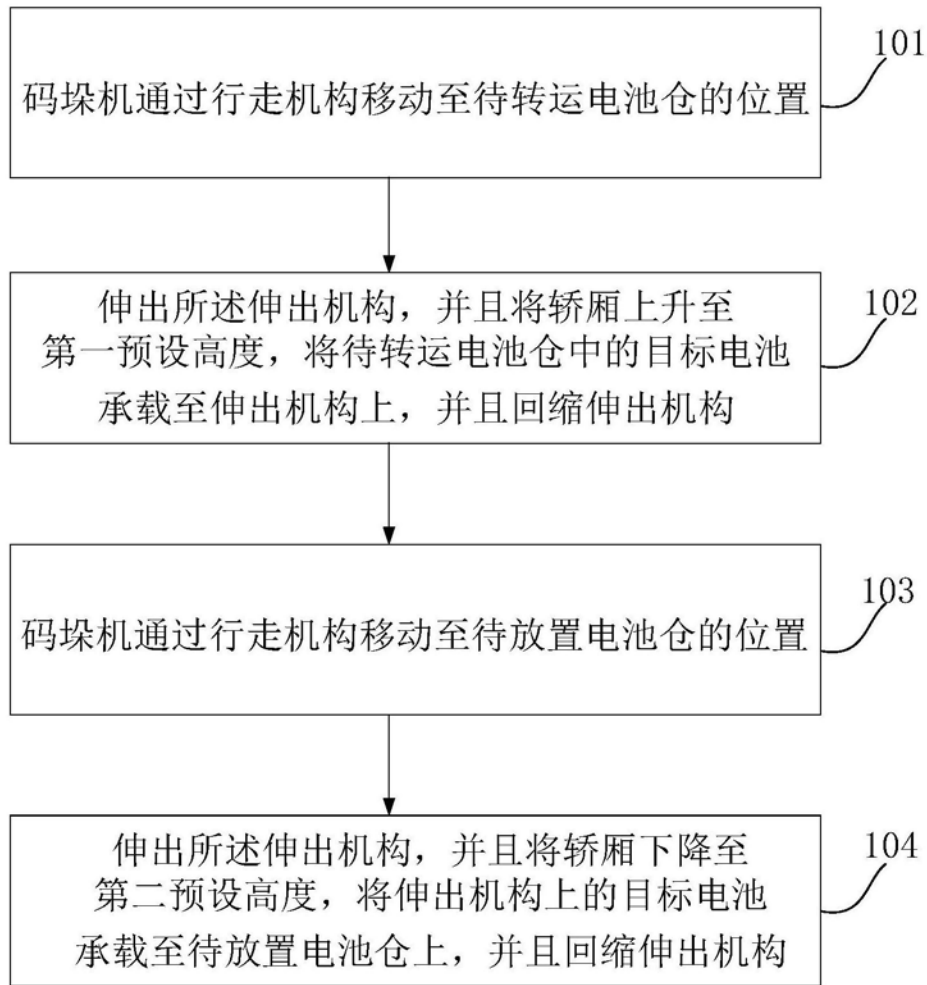 101
码垛机通过行走机构移动至待转运电池仓的位置
102
伸出所述伸出机构，并且将轿厢上升至
第一预设高度，将待转运电池仓中的目标电池
承载至伸出机构上，并且回缩伸出机构
103
码垛机通过行走机构移动至待放置电池仓的位置
104
伸出所述伸出机构，并且将轿厢下降至
第二预设高度，将伸出机构上的目标电池
承载至待放置电池仓上，并且回缩伸出机构